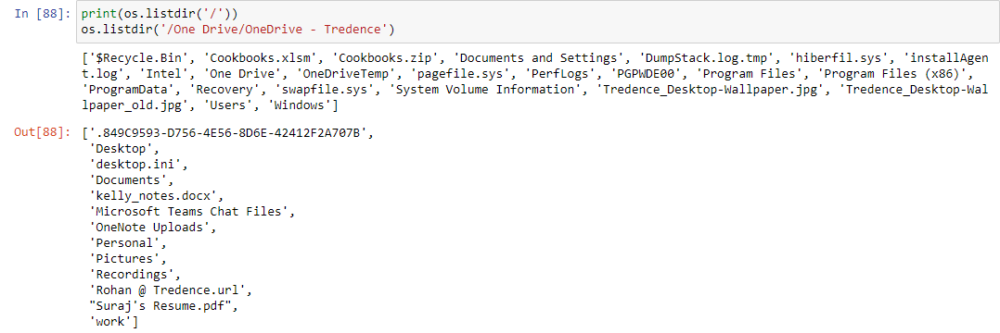 In [88]: print(os.listdir('/'))
os.listdir('/One Drive/OneDrive - Tredence')
['$Recycle.Bin', 'Cookbooks.xlsm', 'Cookbooks.zip', 'Documents and Settings', 'DumpStack.log.tmp', 'hiberfil.sys', 'installAgen
t.log', 'Intel', 'One Drive', 'OneDriveTemp', 'pagefile.sys', 'PerfLogs', 'PGPWDE00', 'Program Files', 'Program Files (x86)',
'ProgramData', 'Recovery', 'swapfile.sys', 'System Volume Information', 'Tredence_Desktop-Wallpaper.jpg', 'Tredence_Desktop-Wal
lpaper_old.jpg', 'Users', 'Windows']
Out[88]: ['.849C9593-D756-4E56-8D6E-42412F2A707B',
'Desktop',
'desktop.ini',
'Documents',
'kelly_notes.docx',
'Microsoft Teams Chat Files',
'OneNote Uploads',
'Personal',
'Pictures',
'Recordings',
'Rohan @ Tredence.url',
"Suraj's Resume.pdf",
'work']